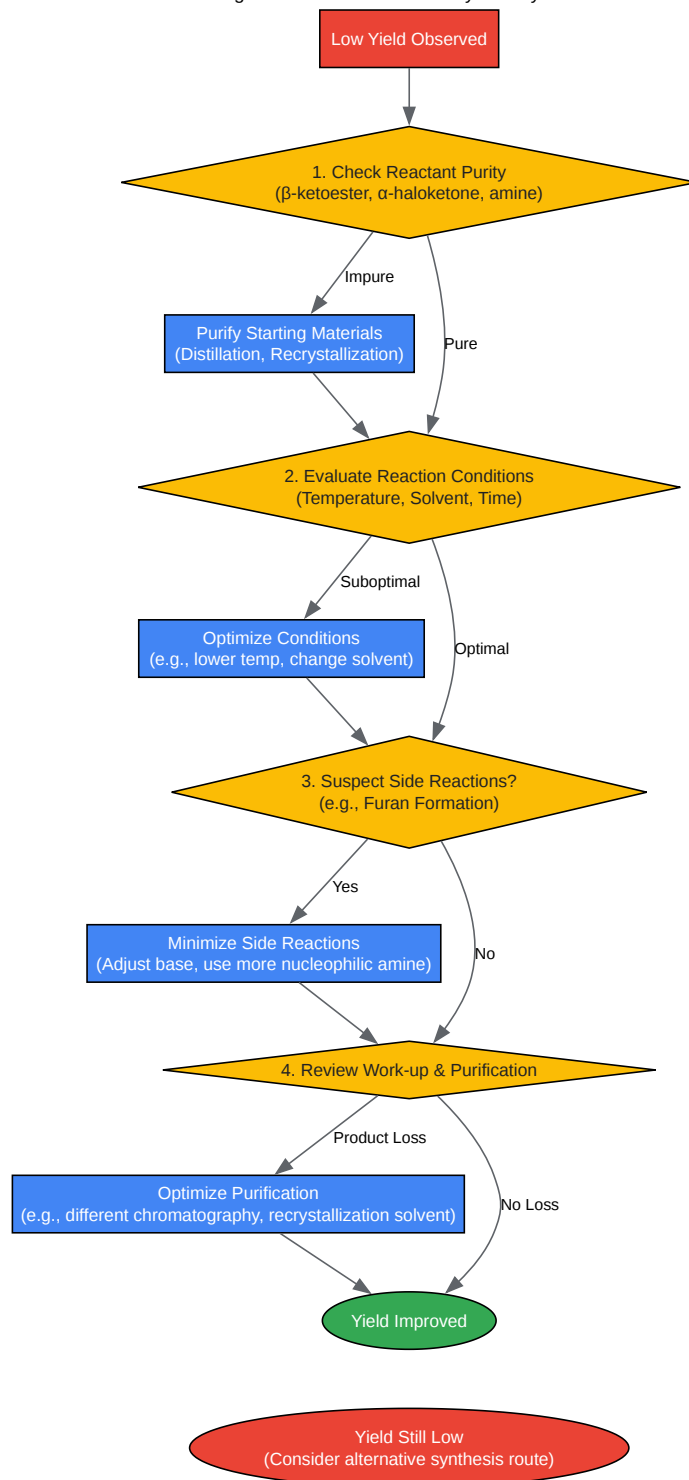 Low Yield Observed
1. Check Reactant Purity
(β-ketoester, α-haloketone, amine)
Impure
Purify Starting Materials
(Distillation, Recrystallization)
Pure
2. Evaluate Reaction Conditions
(Temperature, Solvent, Time)
Suboptimal
Optimize Conditions
(e.g., lower temp, change solvent)
Optimal
3. Suspect Side Reactions?
(e.g., Furan Formation)
Yes
Minimize Side Reactions
(Adjust base, use more nucleophilic amine)
No
4. Review Work-up & Purification
Product Loss
Optimize Purification
(e.g., different chromatography, recrystallization solvent)
No Loss
Yield Improved
Yield Still Low
(Consider alternative synthesis route)